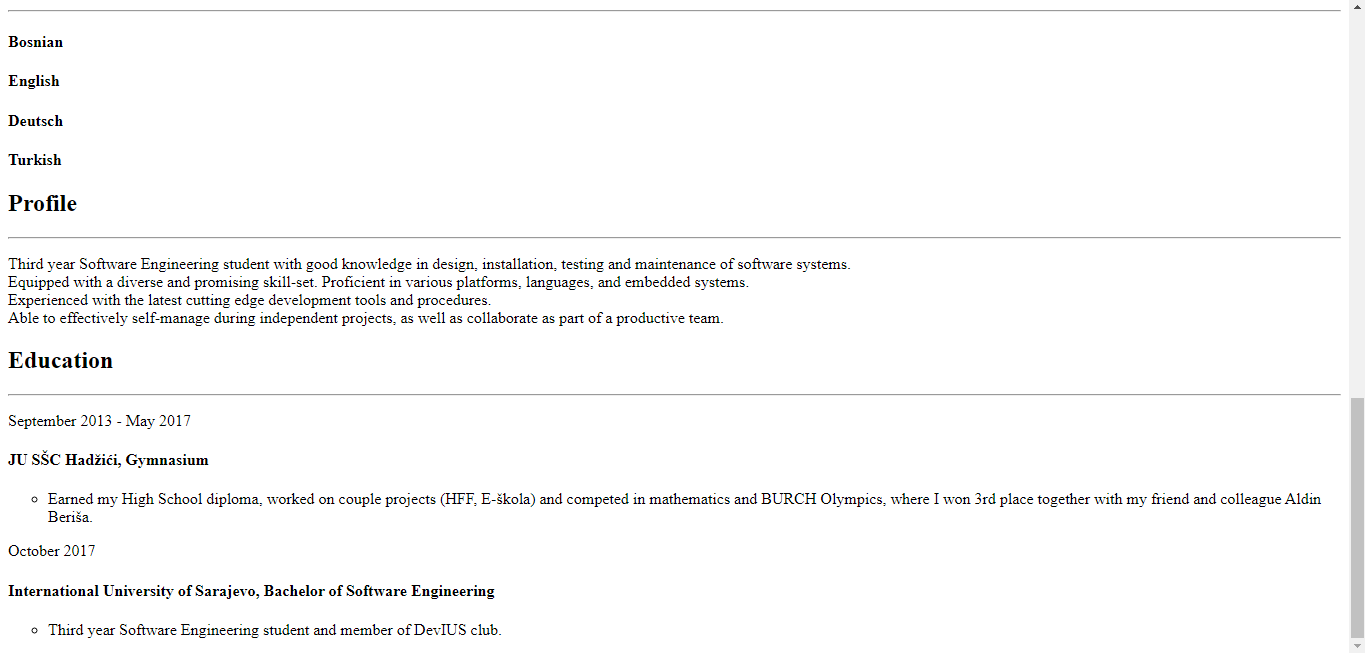 Bosnian
English
Deutsch
Turkish
Profile
Third year Software Engineering student with good knowledge in design, installation, testing and maintenance of software systems.
Equipped with a diverse and promising skill-set. Proficient in various platforms, languages, and embedded systems.
Experienced with the latest cutting edge development tools and procedures.
Able to effectively self-manage during independent projects, as well as collaborate as part of a productive team.
Education
September 2013 - May 2017
JU SŠC Hadžići, Gymnasium
Earned my High School diploma, worked on couple projects (HFF, E-škola) and competed in mathematics and BURCH Olympics, where I won 3rd place together with my friend and colleague Aldin
Beriša.
October 2017
International University of Sarajevo, Bachelor of Software Engineering
Third year Software Engineering student and member of DevIUS club.